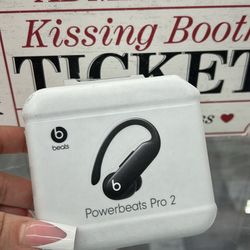 Kissing Booth
TICKET
beats
Powerbeats Pro 2